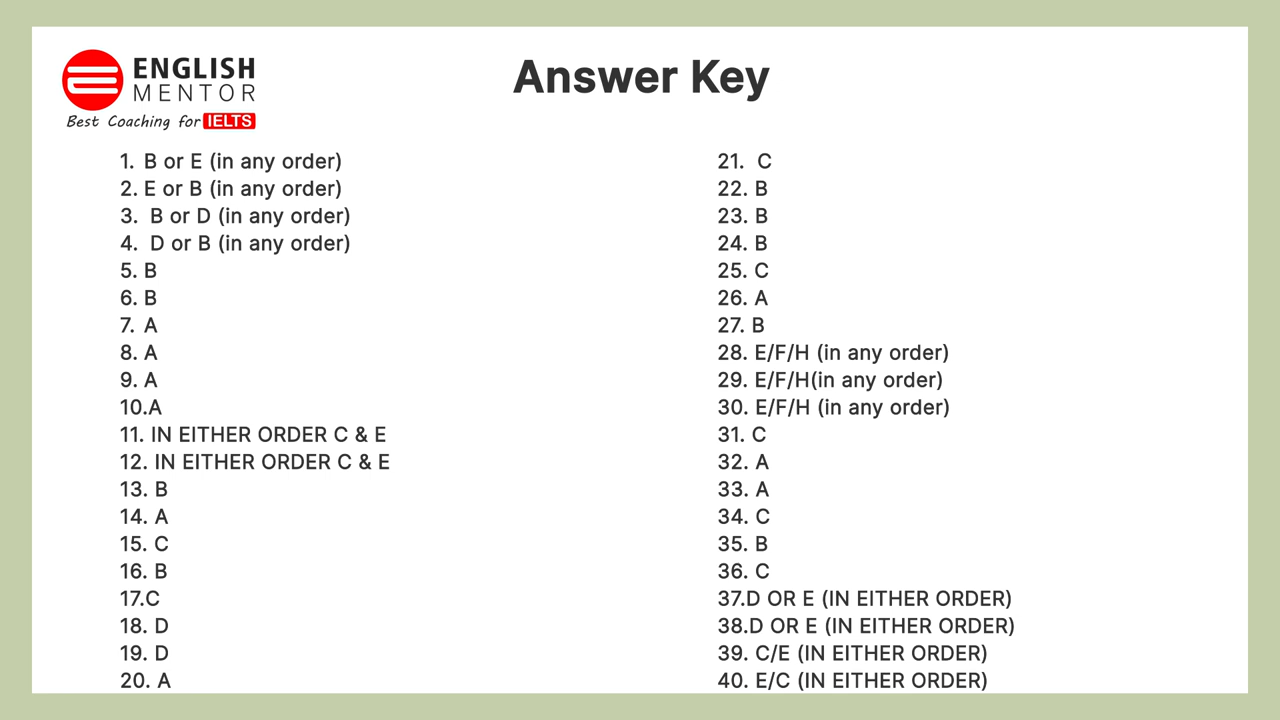 ENGLISH
MENTOR
Best Coaching for IELTS
Answer Key
1. B or E (in any order)
2. E or B (in any order)
3. B or D (in any order)
4. D or B (in any order)
5. B
6. B
7. A
8. A
9. A
10.A
11. IN EITHER ORDER C & E
12. IN EITHER ORDER C & E
13. B
14. A
15. C
16. B
17.C
18. D
19. D
20. A
21. C
22. B
23. B
24. B
25. C
26. A
27. B
28. E/F/H (in any order)
29. E/F/H(in any order)
30. E/F/H (in any order)
31. C
32. A
33. A
34. C
35. B
36. C
37.D OR E (IN EITHER ORDER)
38.D OR E (IN EITHER ORDER)
39. C/E (IN EITHER ORDER)
40. E/C (IN EITHER ORDER)